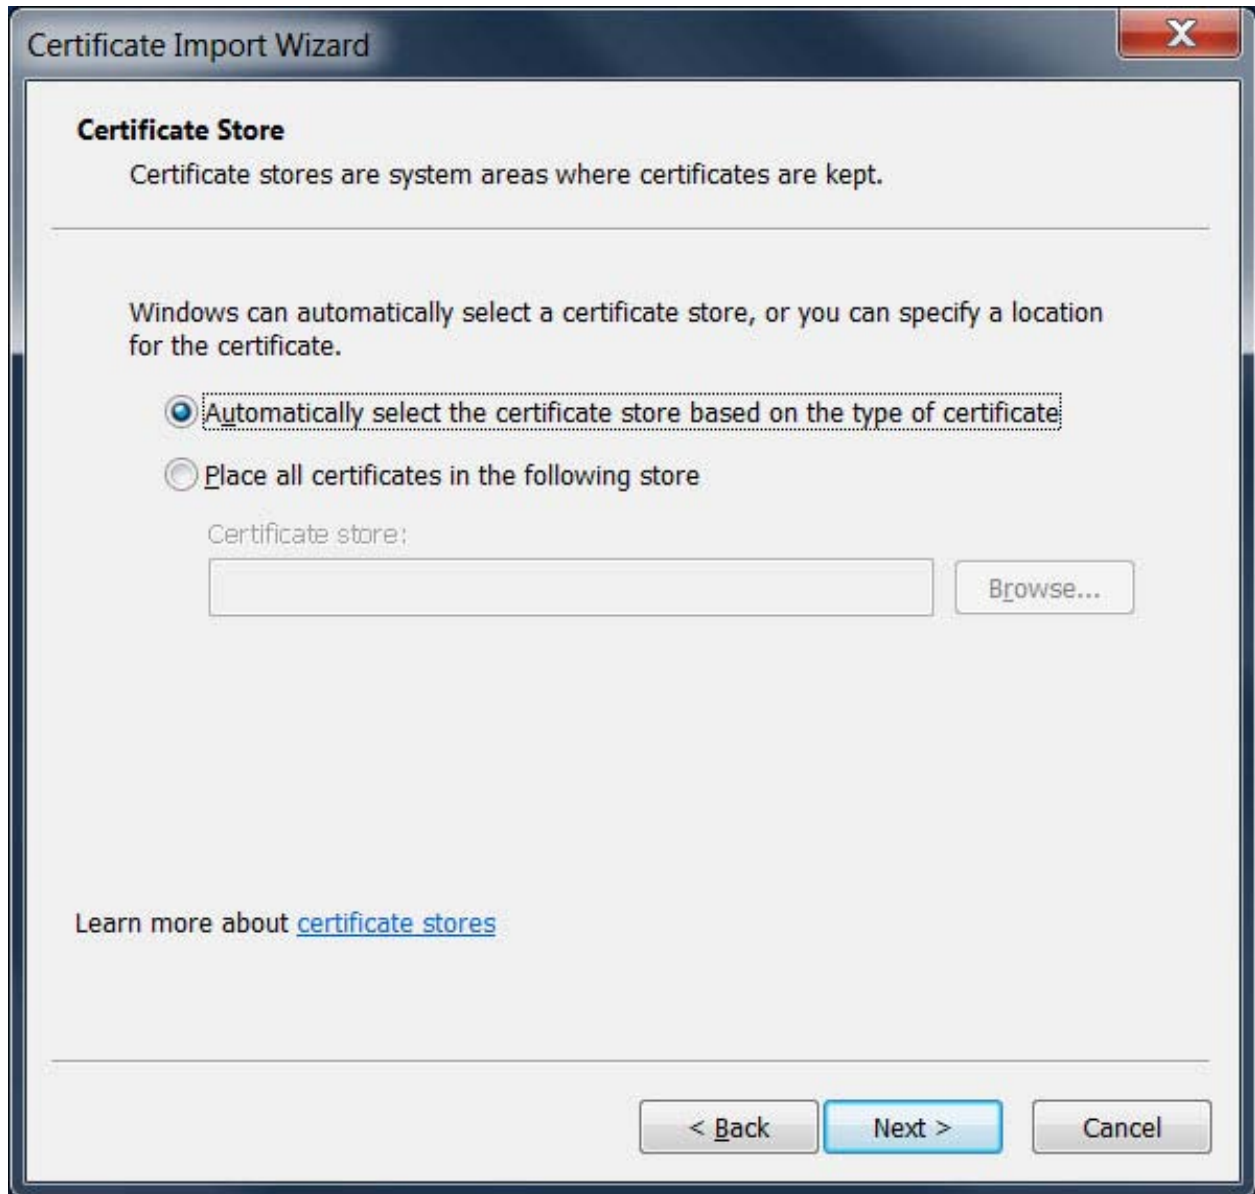 Certificate Import Wizard
X
Certificate Store
Certificate stores are system areas where certificates are kept.
Windows can automatically select a certificate store, or you can specify a location
for the certificate.
Automatically select the certificate store based on the type of certificate
Place all certificates in the following store
Certificate store:
Browse...
Learn more about certificate stores
< Back Next > Cancel